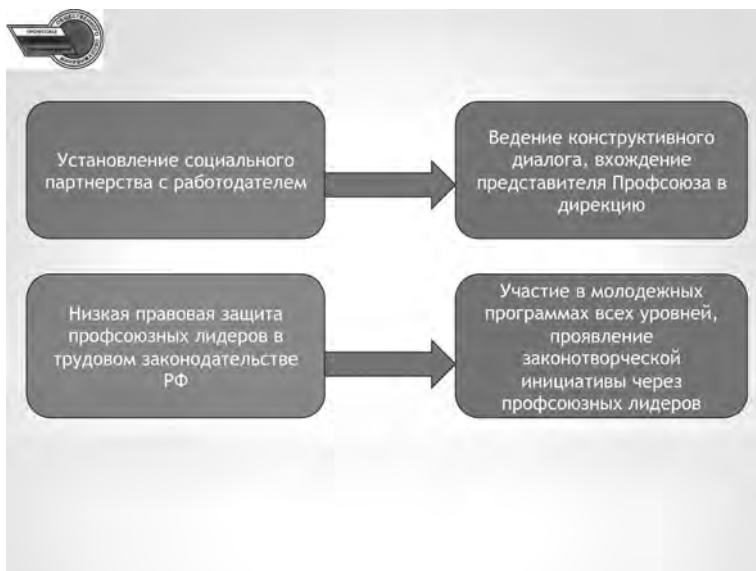 ПРОФСОЮЗ
Установление социального
партнерства с работодателем
Ведение конструктивного
диалога, вхождение
представителя Профсоюза в
дирекцию
Низкая правовая защита
профсоюзных лидеров в
трудовом законодательстве
РФ
Участие в молодежных
программах всех уровней,
проявление
законотворческой
инициативы через
профсоюзных лидеров